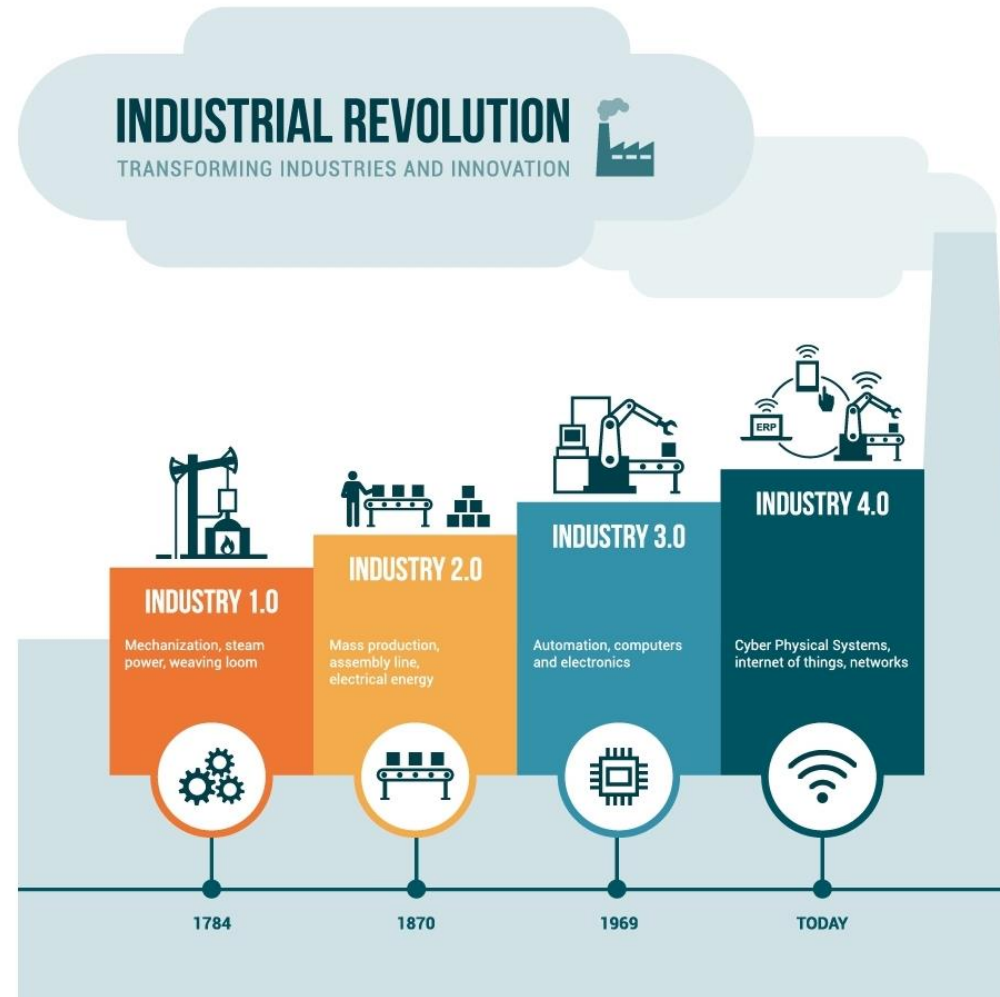 INDUSTRIAL REVOLUTION
TRANSFORMING INDUSTRIES AND INNOVATION
INDUSTRY 1.0
Mechanization, steam
power, weaving loom
1784
INDUSTRY 2.0
Mass production,
assembly line,
electrical energy
1870
INDUSTRY 3.0
Automation, computers
and electronics
1969
ERP
INDUSTRY 4.0
Cyber Physical Systems,
internet of things, networks
TODAY